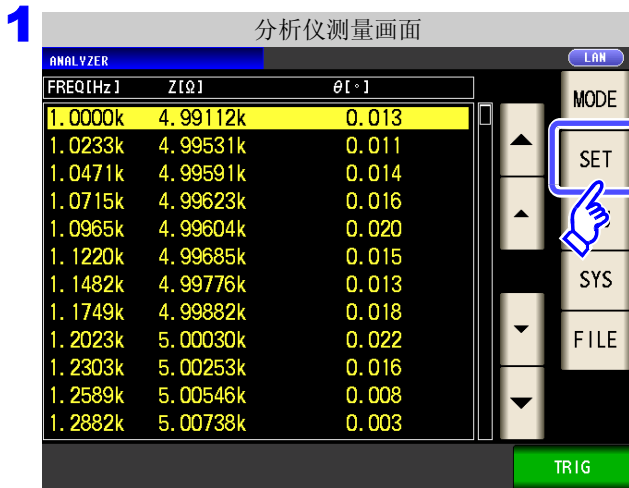 1
分析仪测量画面
ANALYZER LAN
FREQ[Hz] Z[Ω] θ[°]
1.0000k 4.99112k 0.013
1.0233k 4.99531k 0.011
1.0471k 4.99591k 0.014
1.0715k 4.99623k 0.016
1.0965k 4.99604k 0.020
1.1220k 4.99685k 0.015
1.1482k 4.99776k 0.013
1.1749k 4.99882k 0.018
1.2023k 5.00030k 0.022
1.2303k 5.00253k 0.016
1.2589k 5.00546k 0.008
1.2882k 5.00738k 0.003
MODE
SET
SYS
FILE
TRIG